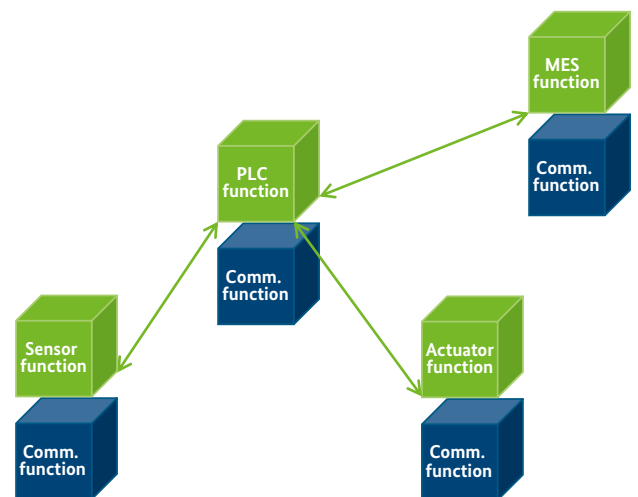 MES
function
Comm.
function
PLC
function
Comm.
function
Sensor
function
Comm.
function
Actuator
function
Comm.
function